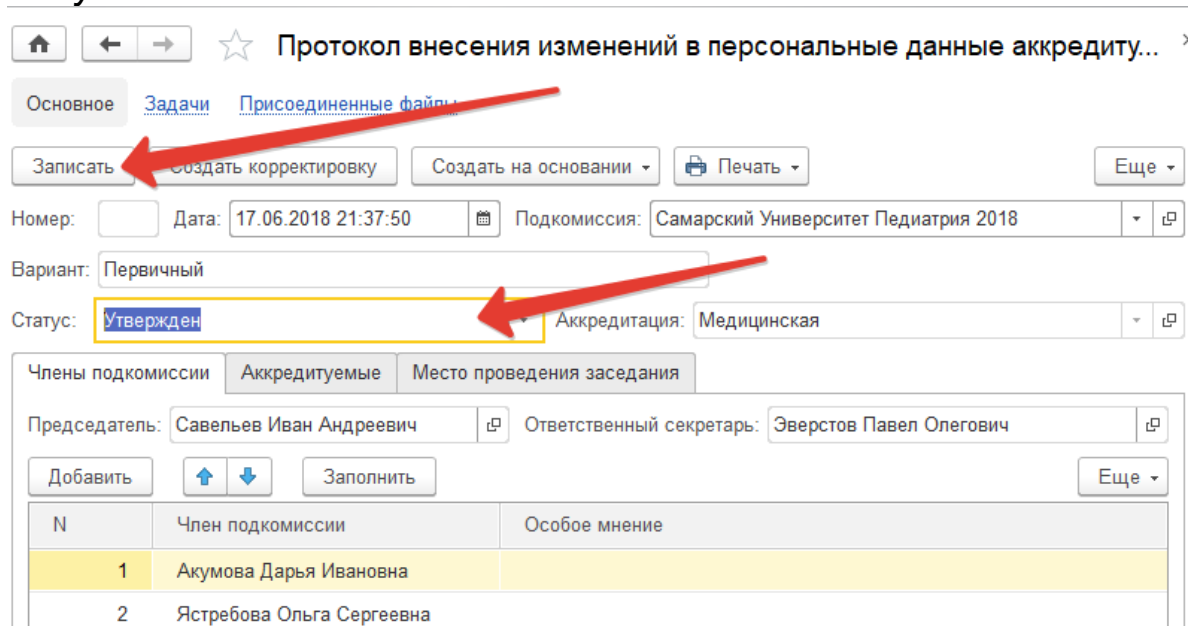 Протокол внесения изменений в персональные данные аккредиту...
Основное Задачи Присоединенные файлы
Записать Создать корректировку Создать на основании Печать Еще
Номер: Дата: 17.06.2018 21:37:50 Подкомиссия: Самарский Университет Педиатрия 2018
Вариант: Первичный
Статус: Утвержден Аккредитация: Медицинская
Члены подкомиссии Аккредитуемые Место проведения заседания
Председатель: Савельев Иван Андреевич Ответственный секретарь: Эверстов Павел Олегович
Добавить Заполнить Еще
N Член подкомиссии Особое мнение
1 Акумова Дарья Ивановна
2 Ястребова Ольга Сергеевна